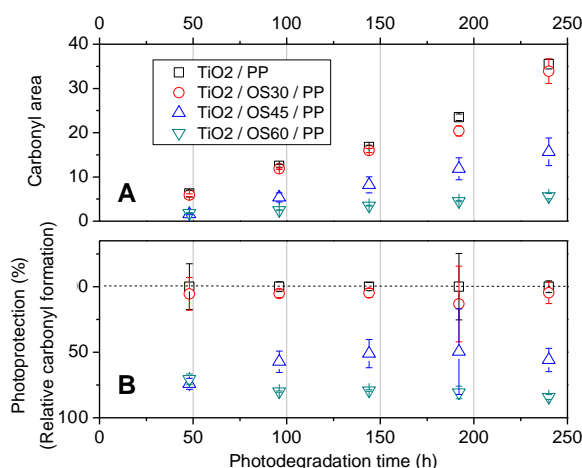 0 50 100 150 200 250
40
30
20
10
0
Carbonyl area
TiO2 / PP
TiO2 / OS30 / PP
TiO2 / OS45 / PP
TiO2 / OS60 / PP
A
0
50
100
Photoprotection (%)
(Relative carbonyl formation)
B
0 50 100 150 200 250
Photodegradation time (h)